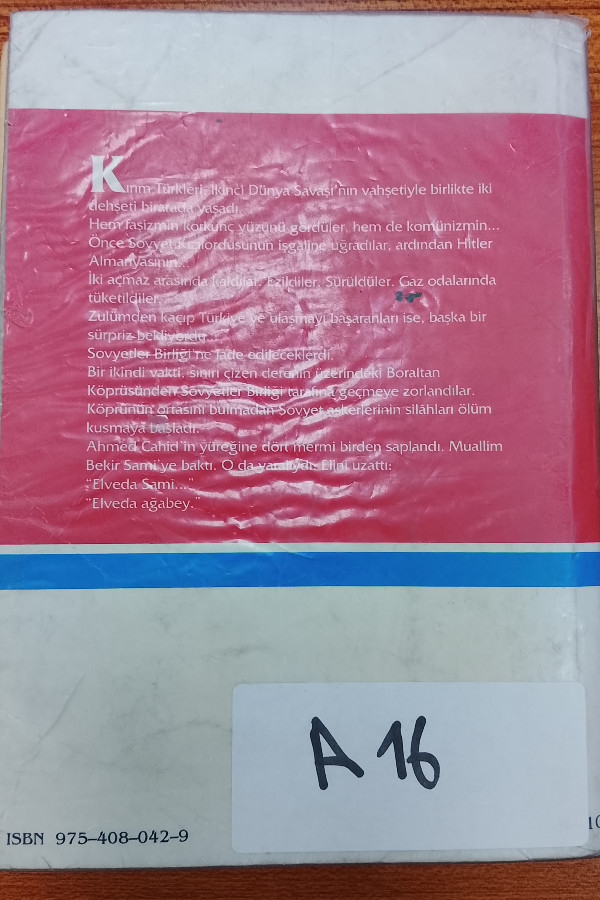 Kırım Türkleri, İkinci Dünya Savaşı'nın vahşetiyle birlikte iki
dehşeti birarada yaşadı.
Hem faşizmin korkunç yüzünü gördüler, hem de komünizmin...
Önce Sovyet Kızılordusunun işgaline uğradılar, ardından Hitler
Almanyasının...
İki açmaz arasında kaldılar. Ezildiler. Sürüldüler. Gaz odalarında
tüketildiler.
Zulümden kaçıp Türkiye'ye ulaşmayı başaranları ise, başka bir
sürpriz bekliyordu
Sovyetler Birliği'ne iade edileceklerdi.
Bir ikindi vakti, sınırı çizen derenin üzerindeki Boraltan
Köprüsünden Sovyetler Birliği tarafına geçmeye zorlandılar.
Köprünün ortasını bulmadan Sovyet askerlerinin silâhları ölüm
kusmaya başladı.
Ahmed Cahid'in yüreğine dört mermi birden saplandı. Muallim
Bekir Sami'ye baktı. O da yaralıydı. Elini uzattı:
"Elveda Sami..."
"Elveda ağabey."
A 16
ISBN 975-408-042-9